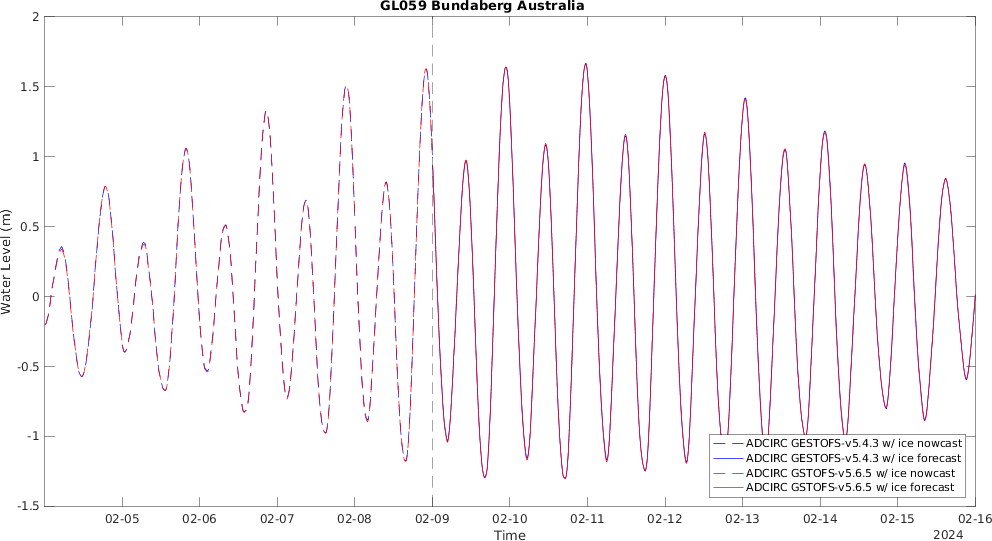 GL059 Bundaberg Australia
2
1.5
1
0.5
0
-0.5
-1
-1.5
Water Level (m)
ADCIRC GESTOFS-v5.4.3 w/ ice nowcast
ADCIRC GESTOFS-v5.4.3 w/ ice forecast
ADCIRC GSTOFS-v5.6.5 w/ ice nowcast
ADCIRC GSTOFS-v5.6.5 w/ ice forecast
02-05 02-06 02-07 02-08 02-09 02-10 02-11 02-12 02-13 02-14 02-15 02-16
Time
2024